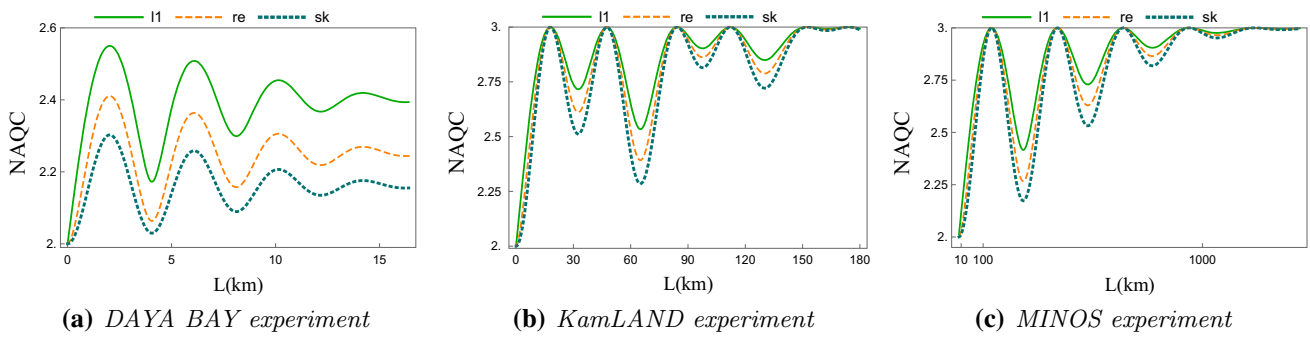 l1 re sk
2.6
2.4
2.2
2.
NAQC
0 5 10 15
L(km)
(a) DAYA BAY experiment
l1 re sk
3.
2.75
2.5
2.25
2.
NAQC
0 30 60 90 120 150 180
L(km)
(b) KamLAND experiment
l1 re sk
3.
2.75
2.5
2.25
2.
NAQC
10 100 1000
L(km)
(c) MINOS experiment